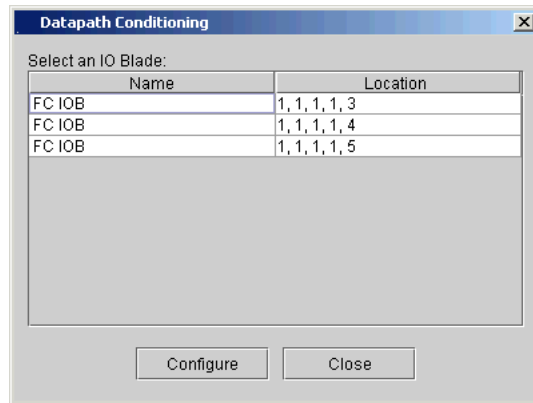 Datapath Conditioning
Select an IO Blade:
Name Location
FC IOB 1, 1, 1, 1, 3
FC IOB 1, 1, 1, 1, 4
FC IOB 1, 1, 1, 1, 5
Configure Close